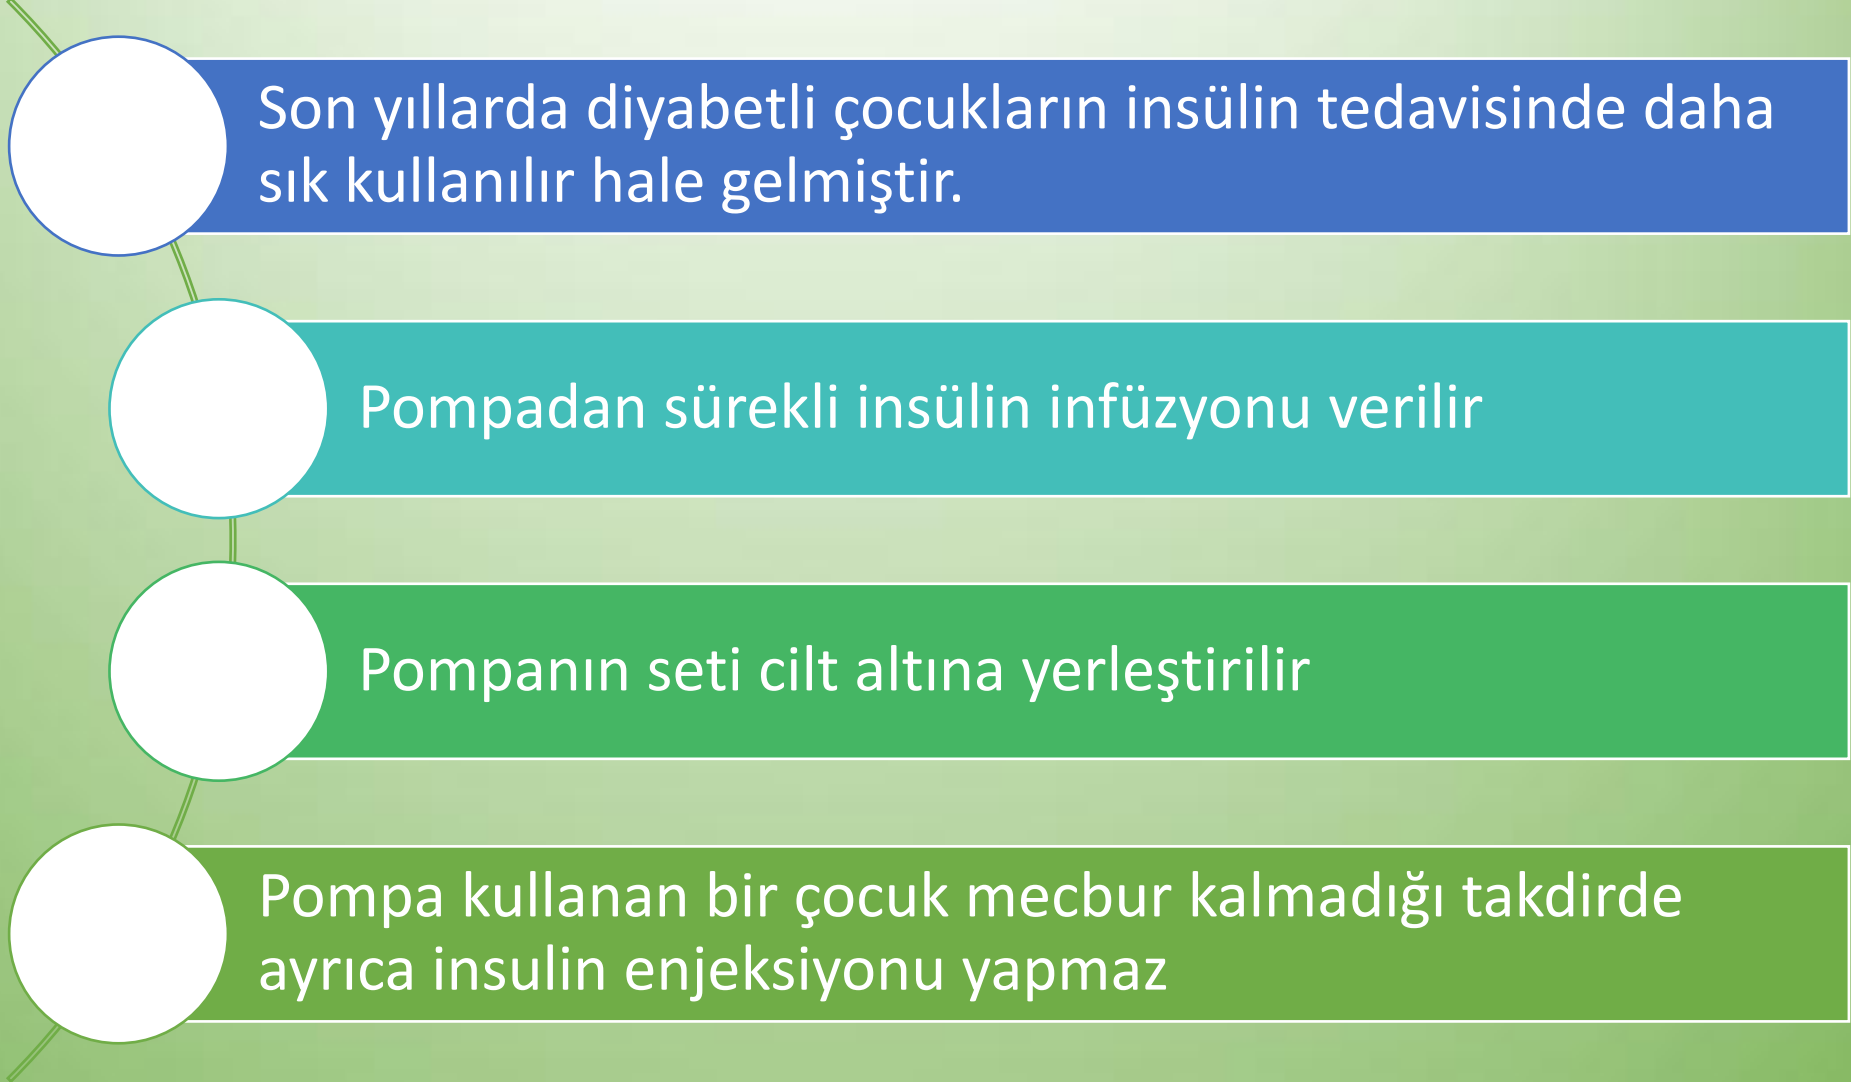 Son yıllarda diyabetli çocukların insülin tedavisinde daha
sık kullanılır hale gelmiştir.
Pompadan sürekli insülin infüzyonu verilir
Pompanın seti cilt altına yerleştirilir
Pompa kullanan bir çocuk mecbur kalmadığı takdirde
ayrıca insulin enjeksiyonu yapmaz